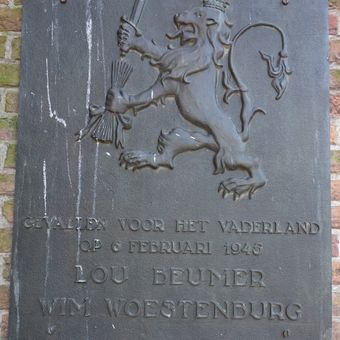 GEVALLEN VOOR HET VADERLAND
OP 6 FEBRUARI 1945
LOU BEUMER
WIM WOESTENBURG